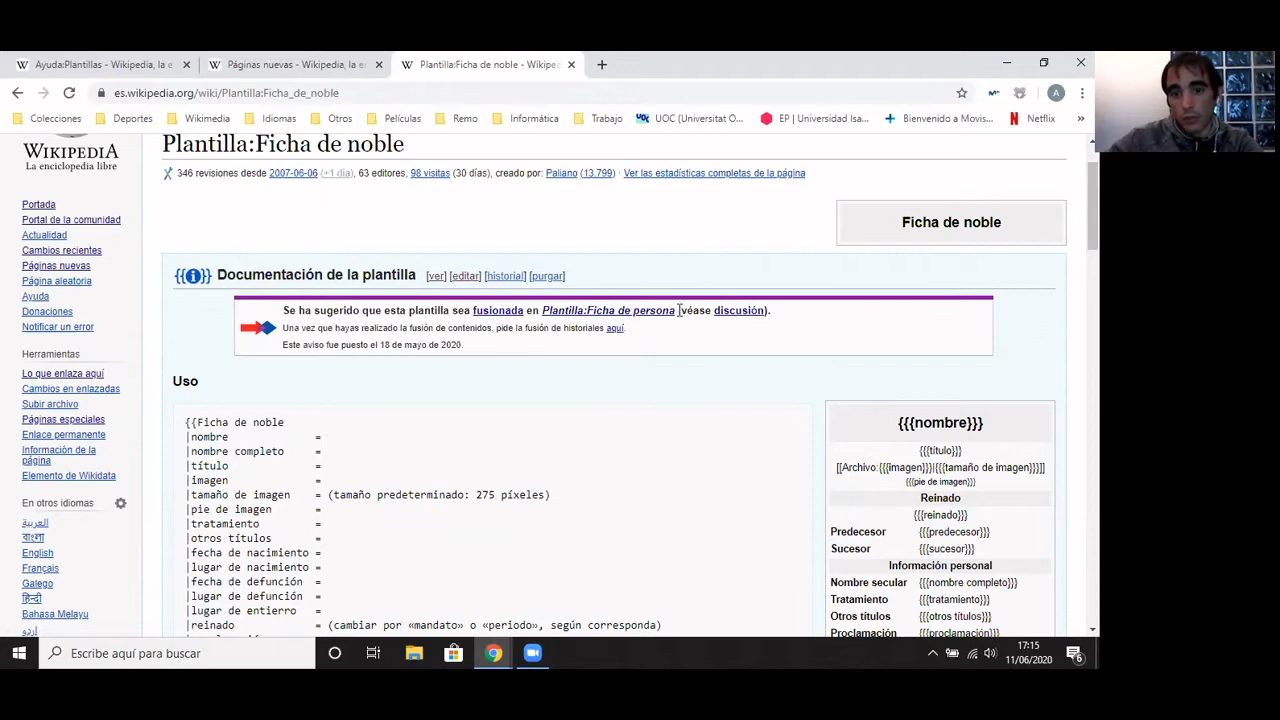 Ayuda:Plantillas - Wikipedia, la e
Páginas nuevas - Wikipedia, la en
Plantilla:Ficha de noble - Wikiped
es.wikipedia.org/wiki/Plantilla:Ficha_de_noble
A
Colecciones
Deportes
Wikimedia
Idiomas
Otros
Películas
Remo
Informática
Trabajo
UOC (Universitat O...
EP | Universidad Isa...
Bienvenido a Movis...
Netflix
»
WIKIPEDIA
La enciclopedia libre
Portada
Portal de la comunidad
Actualidad
Cambios recientes
Páginas nuevas
Página aleatoria
Ayuda
Donaciones
Notificar un error
Herramientas
Lo que enlaza aquí
Cambios en enlazadas
Subir archivo
Páginas especiales
Enlace permanente
Información de la
página
Elemento de Wikidata
En otros idiomas
العربية
বাংলা
English
Français
Galego
हिन्दी
Bahasa Melayu
اردو
Plantilla:Ficha de noble
346 revisiones desde 2007-06-06 (+1 día), 63 editores, 98 visitas (30 días), creado por: Paliano (13.799) · Ver las estadísticas completas de la página
Ficha de noble
{{i}} Documentación de la plantilla [ver] [editar] [historial] [purgar]
Se ha sugerido que esta plantilla sea fusionada en Plantilla:Ficha de persona (véase discusión).
Una vez que hayas realizado la fusión de contenidos, pide la fusión de historiales aquí.
Este aviso fue puesto el 18 de mayo de 2020.
Uso
{{Ficha de noble
|nombre =
|nombre completo =
|título =
|imagen =
|tamaño de imagen = (tamaño predeterminado: 275 píxeles)
|pie de imagen =
|tratamiento =
|otros títulos =
|fecha de nacimiento =
|lugar de nacimiento =
|fecha de defunción =
|lugar de defunción =
|lugar de entierro =
|reinado = (cambiar por «mandato» o «periodo», según corresponda)
{{{nombre}}}
{{{título}}}
[[Archivo:{{{imagen}}}|{{{tamaño de imagen}}}]]
{{{pie de imagen}}}
Reinado
{{{reinado}}}
Predecesor {{{predecesor}}}
Sucesor {{{sucesor}}}
Información personal
Nombre secular {{{nombre completo}}}
Tratamiento {{{tratamiento}}}
Otros títulos {{{otros títulos}}}
Proclamación {{{proclamación}}}
Escribe aquí para buscar
17:15
11/06/2020
6